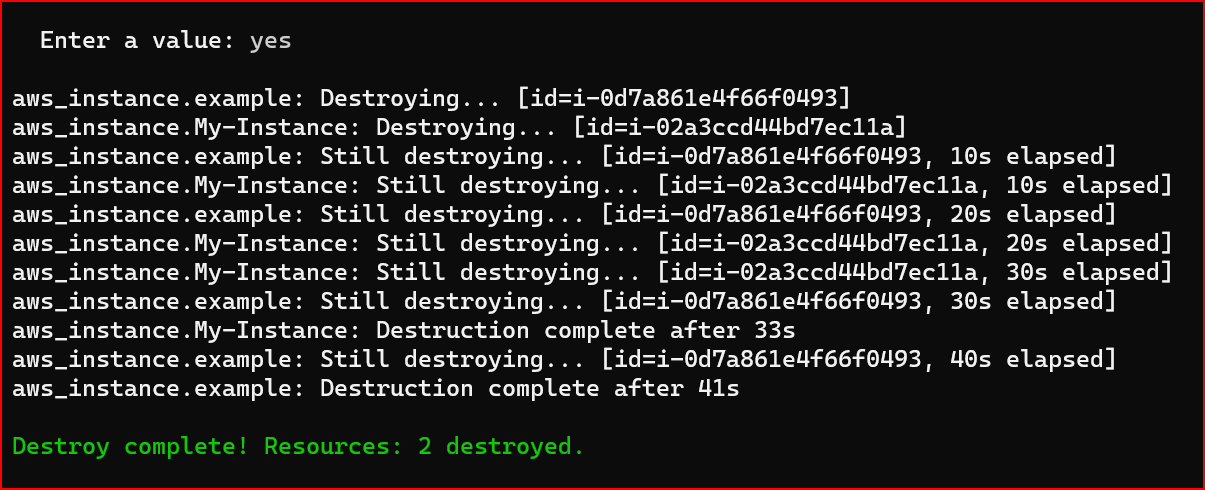 Enter a value: yes
aws_instance.example: Destroying... [id=i-0d7a861e4f66f0493]
aws_instance.My-Instance: Destroying... [id=i-02a3ccd44bd7ec11a]
aws_instance.example: Still destroying... [id=i-0d7a861e4f66f0493, 10s elapsed]
aws_instance.My-Instance: Still destroying... [id=i-02a3ccd44bd7ec11a, 10s elapsed]
aws_instance.example: Still destroying... [id=i-0d7a861e4f66f0493, 20s elapsed]
aws_instance.My-Instance: Still destroying... [id=i-02a3ccd44bd7ec11a, 20s elapsed]
aws_instance.My-Instance: Still destroying... [id=i-02a3ccd44bd7ec11a, 30s elapsed]
aws_instance.example: Still destroying... [id=i-0d7a861e4f66f0493, 30s elapsed]
aws_instance.My-Instance: Destruction complete after 33s
aws_instance.example: Still destroying... [id=i-0d7a861e4f66f0493, 40s elapsed]
aws_instance.example: Destruction complete after 41s
Destroy complete! Resources: 2 destroyed.